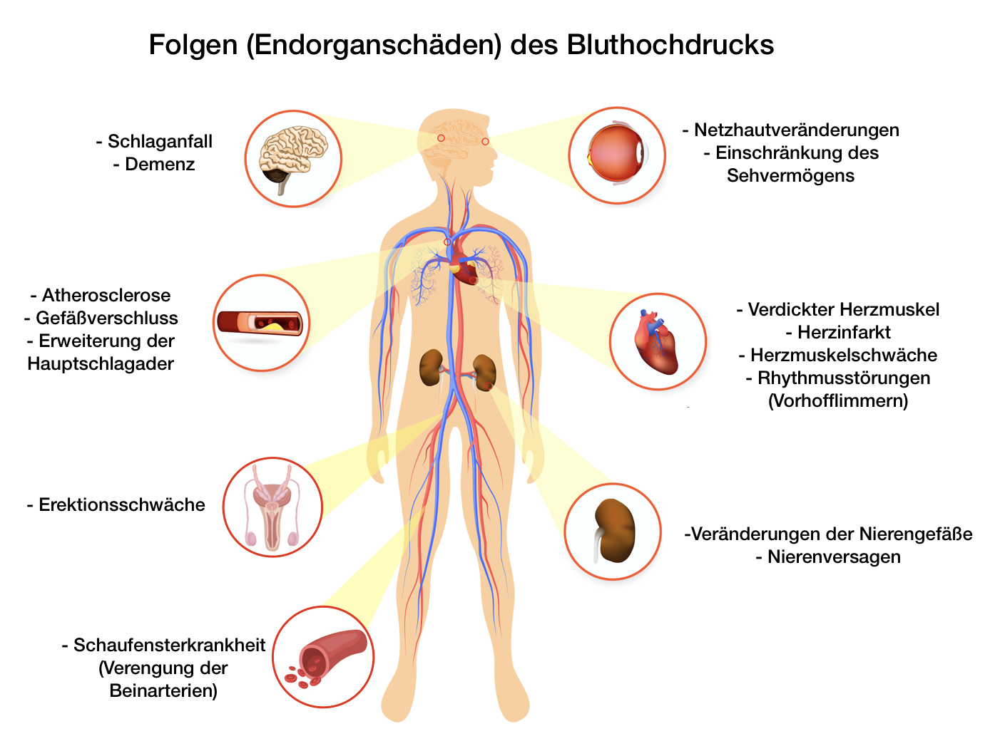 Folgen (Endorganschäden) des Bluthochdrucks
- Schlaganfall
- Demenz
- Netzhautveränderungen
- Einschränkung des
Sehvermögens
- Atherosclerose
- Gefäßverschluss
- Erweiterung der
Hauptschlagader
- Verdickter Herzmuskel
- Herzinfarkt
- Herzmuskelschwäche
- Rhythmusstörungen
(Vorhofflimmern)
- Erektionsschwäche
-Veränderungen der Nierengefäße
- Nierenversagen
- Schaufensterkrankheit
(Verengung der
Beinarterien)